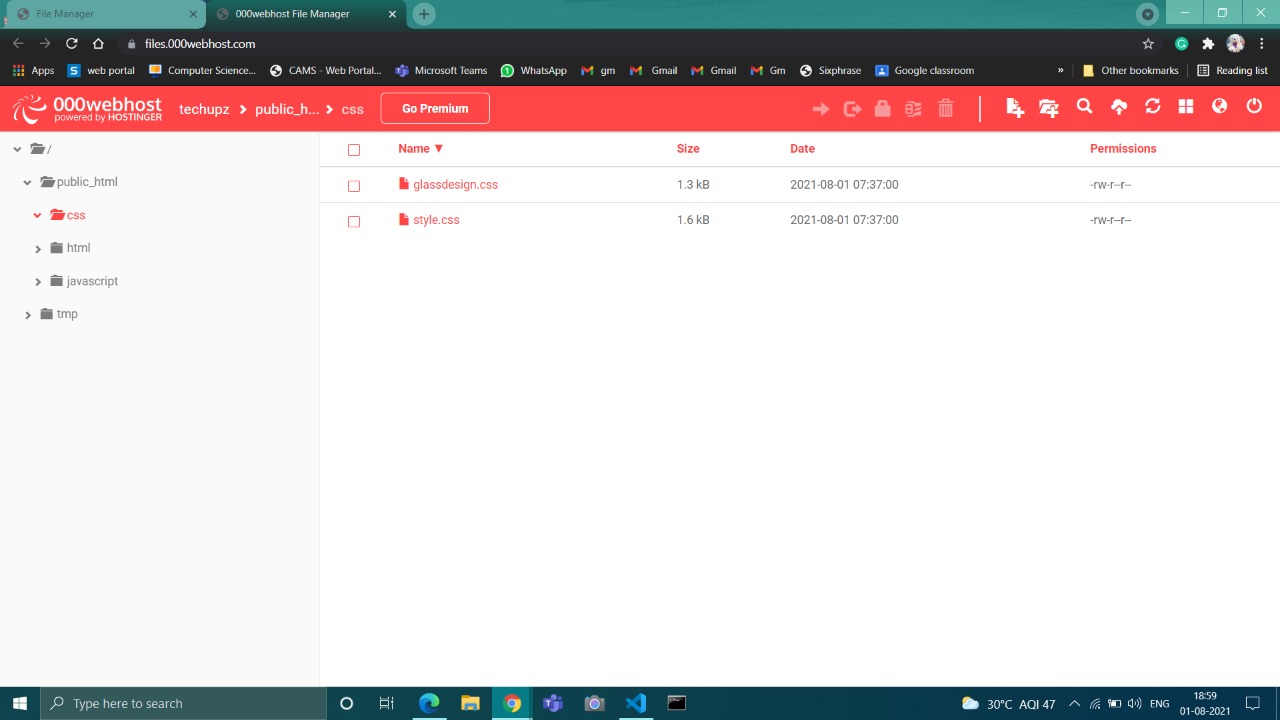 File Manager
000webhost File Manager
files.000webhost.com
Apps
web portal
Computer Science...
CAMS - Web Portal...
Microsoft Teams
WhatsApp
gm
Gmail
Gmail
Gm
Sixphrase
Google classroom
»
Other bookmarks
Reading list
000webhost
powered by HOSTINGER
techupz
public_h...
css
Go Premium
/
public_html
css
html
javascript
tmp
Name ▼ Size Date Permissions
glassdesign.css 1.3 kB 2021-08-01 07:37:00 -rw-r--r--
style.css 1.6 kB 2021-08-01 07:37:00 -rw-r--r--
Type here to search
30°C AQI 47
ENG
18:59
01-08-2021